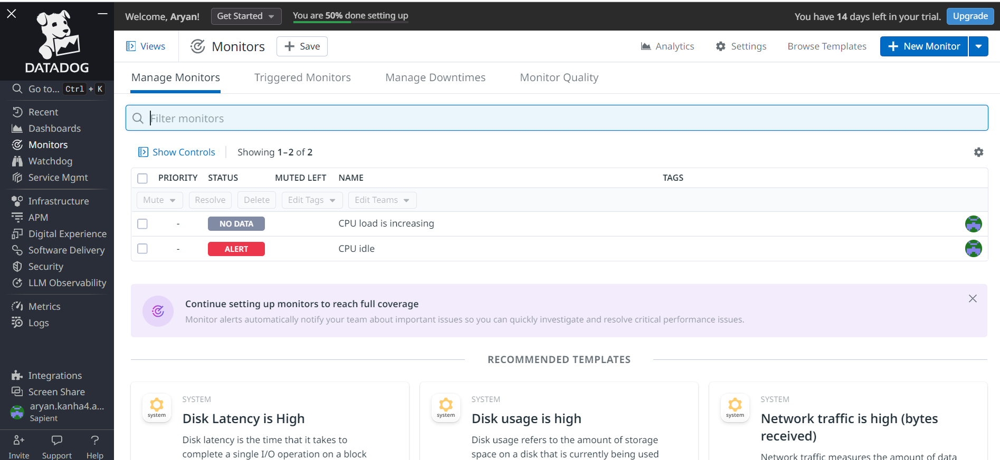 DATADOG
Go to... Ctrl + K
Recent
Dashboards
Monitors
Watchdog
Service Mgmt
Infrastructure
APM
Digital Experience
Software Delivery
Security
LLM Observability
Metrics
Logs
Integrations
Screen Share
aryan.kanha4.a...
Sapient
Invite Support Help
Welcome, Aryan! Get Started You are 50% done setting up You have 14 days left in your trial. Upgrade
Views Monitors + Save Analytics Settings Browse Templates + New Monitor
Manage Monitors Triggered Monitors Manage Downtimes Monitor Quality
Filter monitors
Show Controls Showing 1–2 of 2
PRIORITY STATUS MUTED LEFT NAME TAGS
Mute Resolve Delete Edit Tags Edit Teams
- NO DATA CPU load is increasing
- ALERT CPU idle
Continue setting up monitors to reach full coverage
Monitor alerts automatically notify your team about important issues so you can quickly investigate and resolve critical performance issues.
RECOMMENDED TEMPLATES
system
SYSTEM
Disk Latency is High
Disk latency is the time that it takes to
complete a single I/O operation on a block
system
SYSTEM
Disk usage is high
Disk usage refers to the amount of storage
space on a disk that is currently being used
system
SYSTEM
Network traffic is high (bytes
received)
Network traffic measures the amount of data